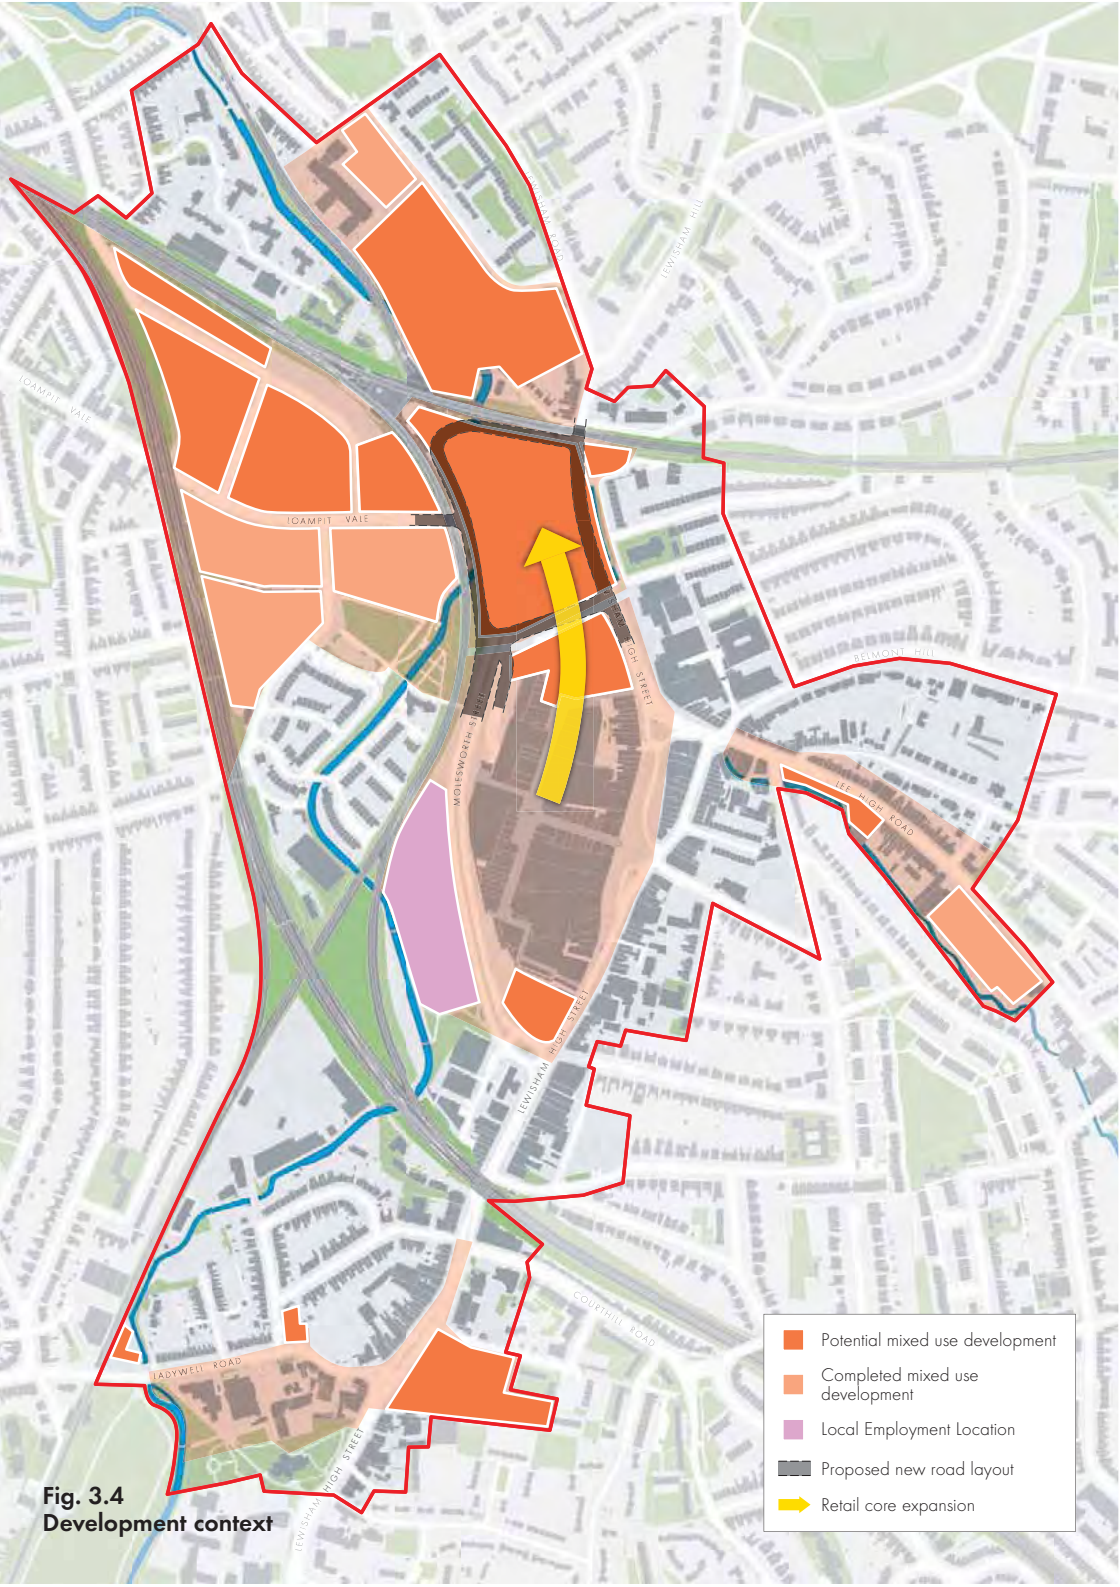 LEWISHAM ROAD
LEWISHAM HILL
LOAMPIT VALE
LOAMPIT VALE
HIGH STREET
BELMONT HILL
MOLESWORTH STREET
LEE HIGH ROAD
LEWISHAM HIGH STREET
COURTHILL ROAD
LADYWELL ROAD
LEWISHAM HIGH STREET
Potential mixed use development
Completed mixed use
development
Local Employment Location
Proposed new road layout
Retail core expansion
Fig. 3.4
Development context